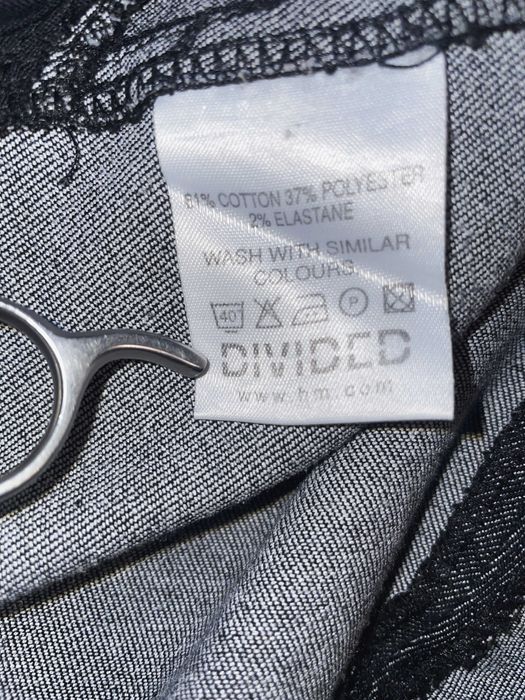 61% COTTON 37% POLYESTER
2% ELASTANE
WASH WITH SIMILAR
COLOURS
40 P
DIVIDED
www.hm.com